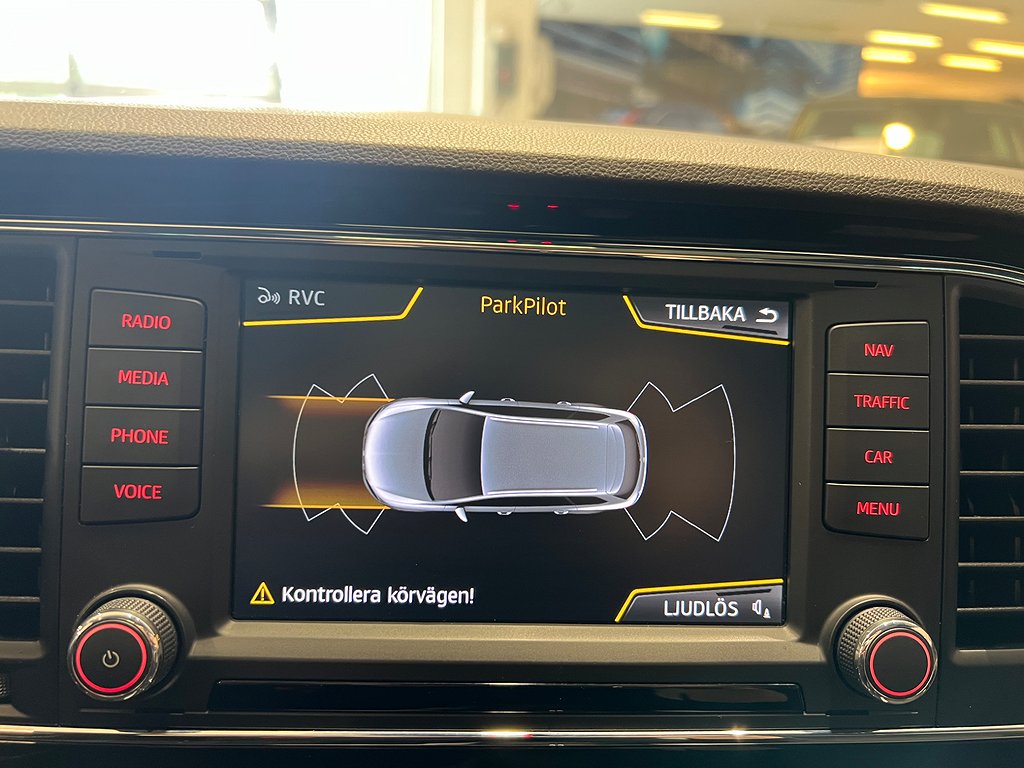 RVC
ParkPilot
TILLBAKA
RADIO
MEDIA
PHONE
VOICE
NAV
TRAFFIC
CAR
MENU
Kontrollera körvägen!
LJUDLÖS